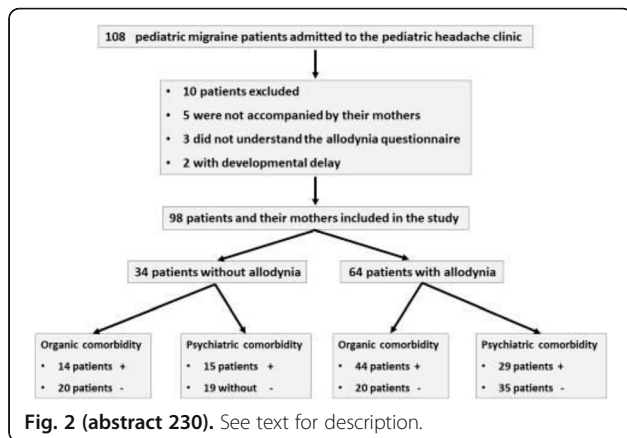 108 pediatric migraine patients admitted to the pediatric headache clinic
• 10 patients excluded
• 5 were not accompanied by their mothers
• 3 did not understand the allodynia questionnaire
• 2 with developmental delay
98 patients and their mothers included in the study
34 patients without allodynia
64 patients with allodynia
Organic comorbidity
• 14 patients +
• 20 patients -
Psychiatric comorbidity
• 15 patients +
• 19 without -
Organic comorbidity
• 44 patients +
• 20 patients -
Psychiatric comorbidity
• 29 patients +
• 35 patients -
Fig. 2 (abstract 230). See text for description.